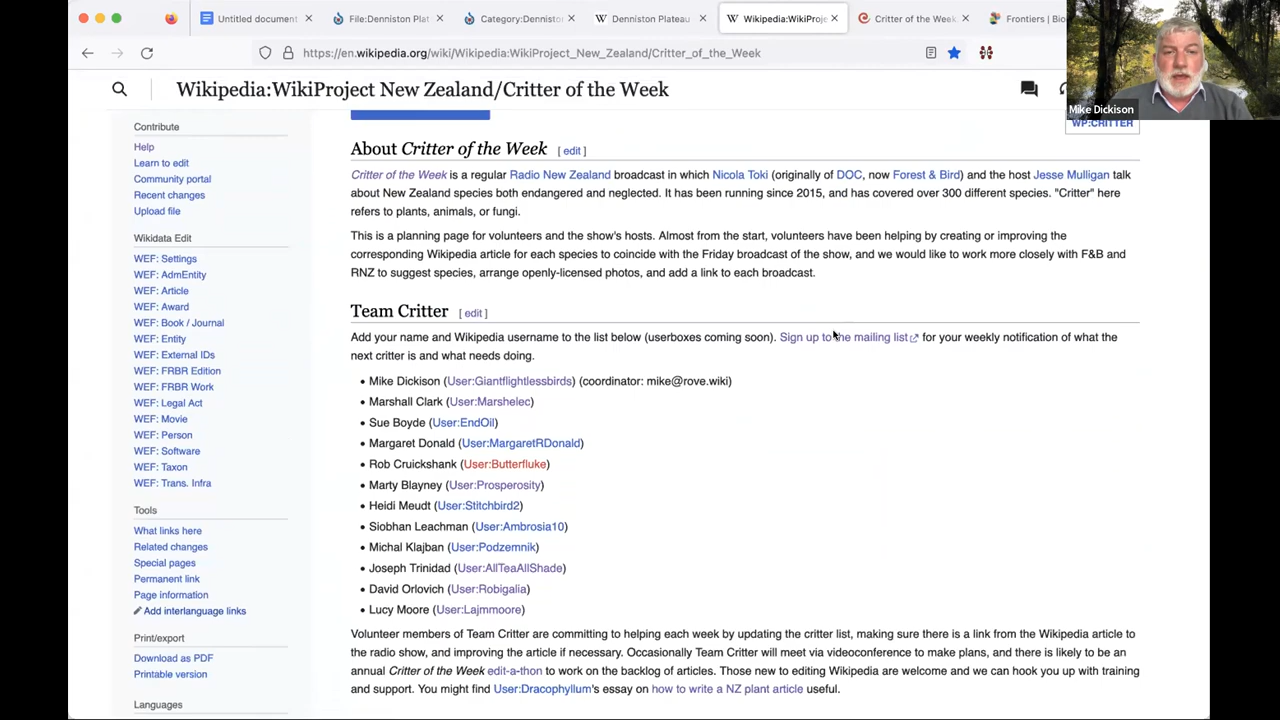 Untitled document
File:Denniston Plat
Category:Dennisto
Denniston Plateau
Wikipedia:WikiProje
Critter of the Week
Frontiers | Bio
https://en.wikipedia.org/wiki/Wikipedia:WikiProject_New_Zealand/Critter_of_the_Week
Mike Dickison
Wikipedia:WikiProject New Zealand/Critter of the Week
WP:CRITTER
Contribute
Help
Learn to edit
Community portal
Recent changes
Upload file
Wikidata Edit
WEF: Settings
WEF: AdmEntity
WEF: Article
WEF: Award
WEF: Book / Journal
WEF: Entity
WEF: External IDs
WEF: FRBR Edition
WEF: FRBR Work
WEF: Legal Act
WEF: Movie
WEF: Person
WEF: Software
WEF: Taxon
WEF: Trans. Infra
Tools
What links here
Related changes
Special pages
Permanent link
Page information
Add interlanguage links
Print/export
Download as PDF
Printable version
Languages
About Critter of the Week [ edit ]
Critter of the Week is a regular Radio New Zealand broadcast in which Nicola Toki (originally of DOC, now Forest & Bird) and the host Jesse Mulligan talk
about New Zealand species both endangered and neglected. It has been running since 2015, and has covered over 300 different species. "Critter" here
refers to plants, animals, or fungi.
This is a planning page for volunteers and the show's hosts. Almost from the start, volunteers have been helping by creating or improving the
corresponding Wikipedia article for each species to coincide with the Friday broadcast of the show, and we would like to work more closely with F&B and
RNZ to suggest species, arrange openly-licensed photos, and add a link to each broadcast.
Team Critter [ edit ]
Add your name and Wikipedia username to the list below (userboxes coming soon). Sign up to the mailing list for your weekly notification of what the
next critter is and what needs doing.
• Mike Dickison (User:Giantflightlessbirds) (coordinator: mike@rove.wiki)
• Marshall Clark (User:Marshelec)
• Sue Boyde (User:EndOil)
• Margaret Donald (User:MargaretRDonald)
• Rob Cruickshank (User:Butterfluke)
• Marty Blayney (User:Prosperosity)
• Heidi Meudt (User:Stitchbird2)
• Siobhan Leachman (User:Ambrosia10)
• Michal Klajban (User:Podzemnik)
• Joseph Trinidad (User:AllTeaAllShade)
• David Orlovich (User:Robigalia)
• Lucy Moore (User:Lajmmoore)
Volunteer members of Team Critter are committing to helping each week by updating the critter list, making sure there is a link from the Wikipedia article to
the radio show, and improving the article if necessary. Occasionally Team Critter will meet via videoconference to make plans, and there is likely to be an
annual Critter of the Week edit-a-thon to work on the backlog of articles. Those new to editing Wikipedia are welcome and we can hook you up with training
and support. You might find User:Dracophyllum's essay on how to write a NZ plant article useful.